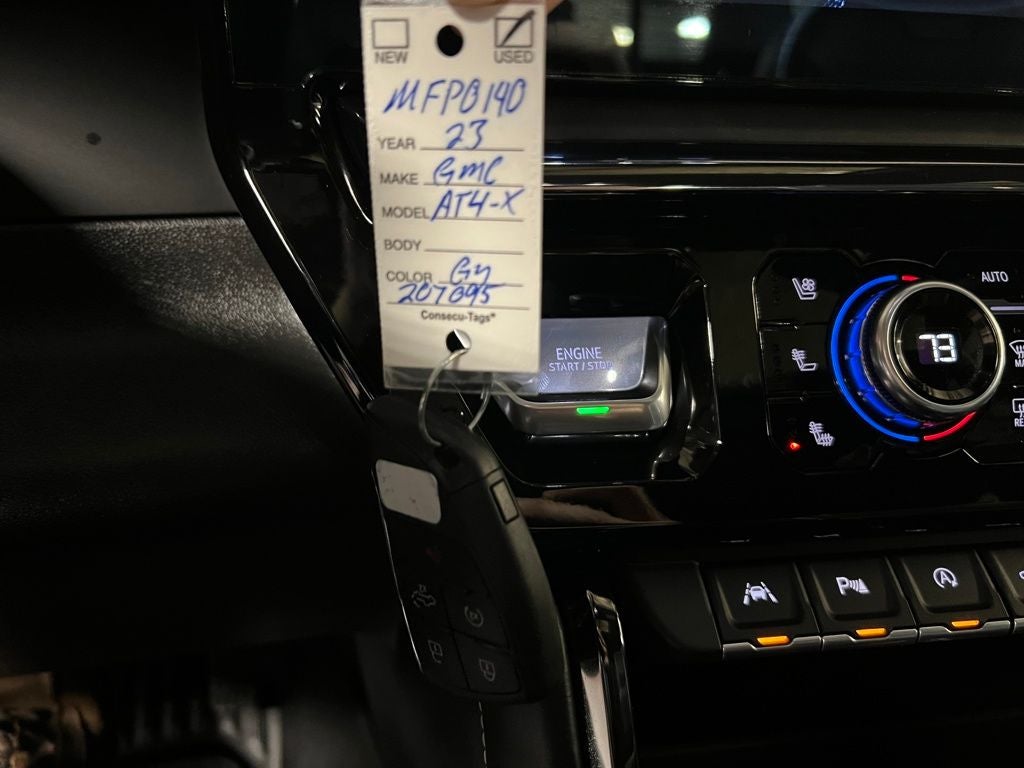 NEW USED
MFPB140
YEAR 23
MAKE GMC
MODEL AT4-X
BODY
COLOR Gy
207095
Consecu-Tags®
ENGINE
START / STOP
AUTO
73